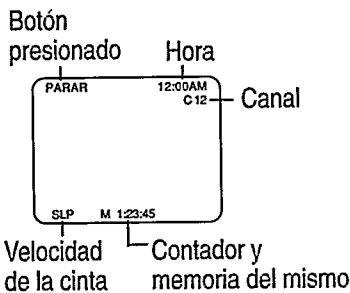 Botón
presionado
Hora
PARAR
12:00AM
C 12
Canal
SLP
M 1:23:45
Velocidad
de la cinta
Contador y
memoria del mismo